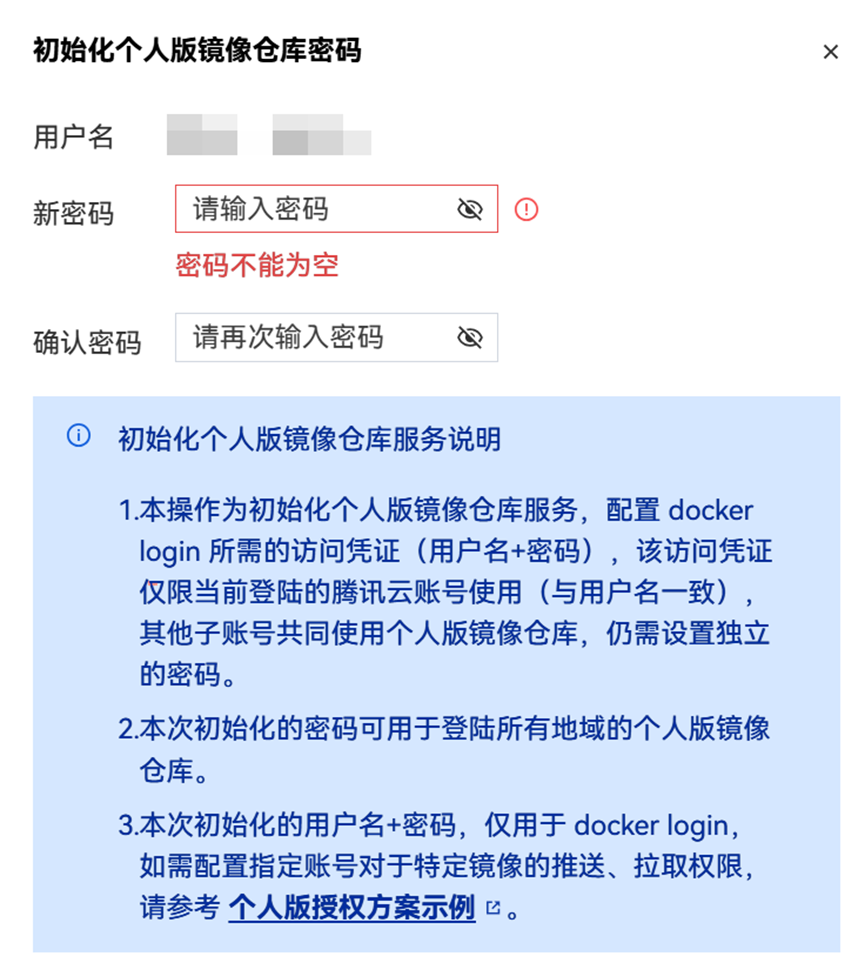 初始化个人版镜像仓库密码
用户名
新密码 请输入密码
密码不能为空
确认密码 请再次输入密码
初始化个人版镜像仓库服务说明
1.本操作为初始化个人版镜像仓库服务，配置 docker
login 所需的访问凭证（用户名+密码），该访问凭证
仅限当前登陆的腾讯云账号使用（与用户名一致），
其他子账号共同使用个人版镜像仓库，仍需设置独立
的密码。
2.本次初始化的密码可用于登陆所有地域的个人版镜像
仓库。
3.本次初始化的用户名+密码，仅用于 docker login，
如需配置指定账号对于特定镜像的推送、拉取权限，
请参考 个人版授权方案示例 。